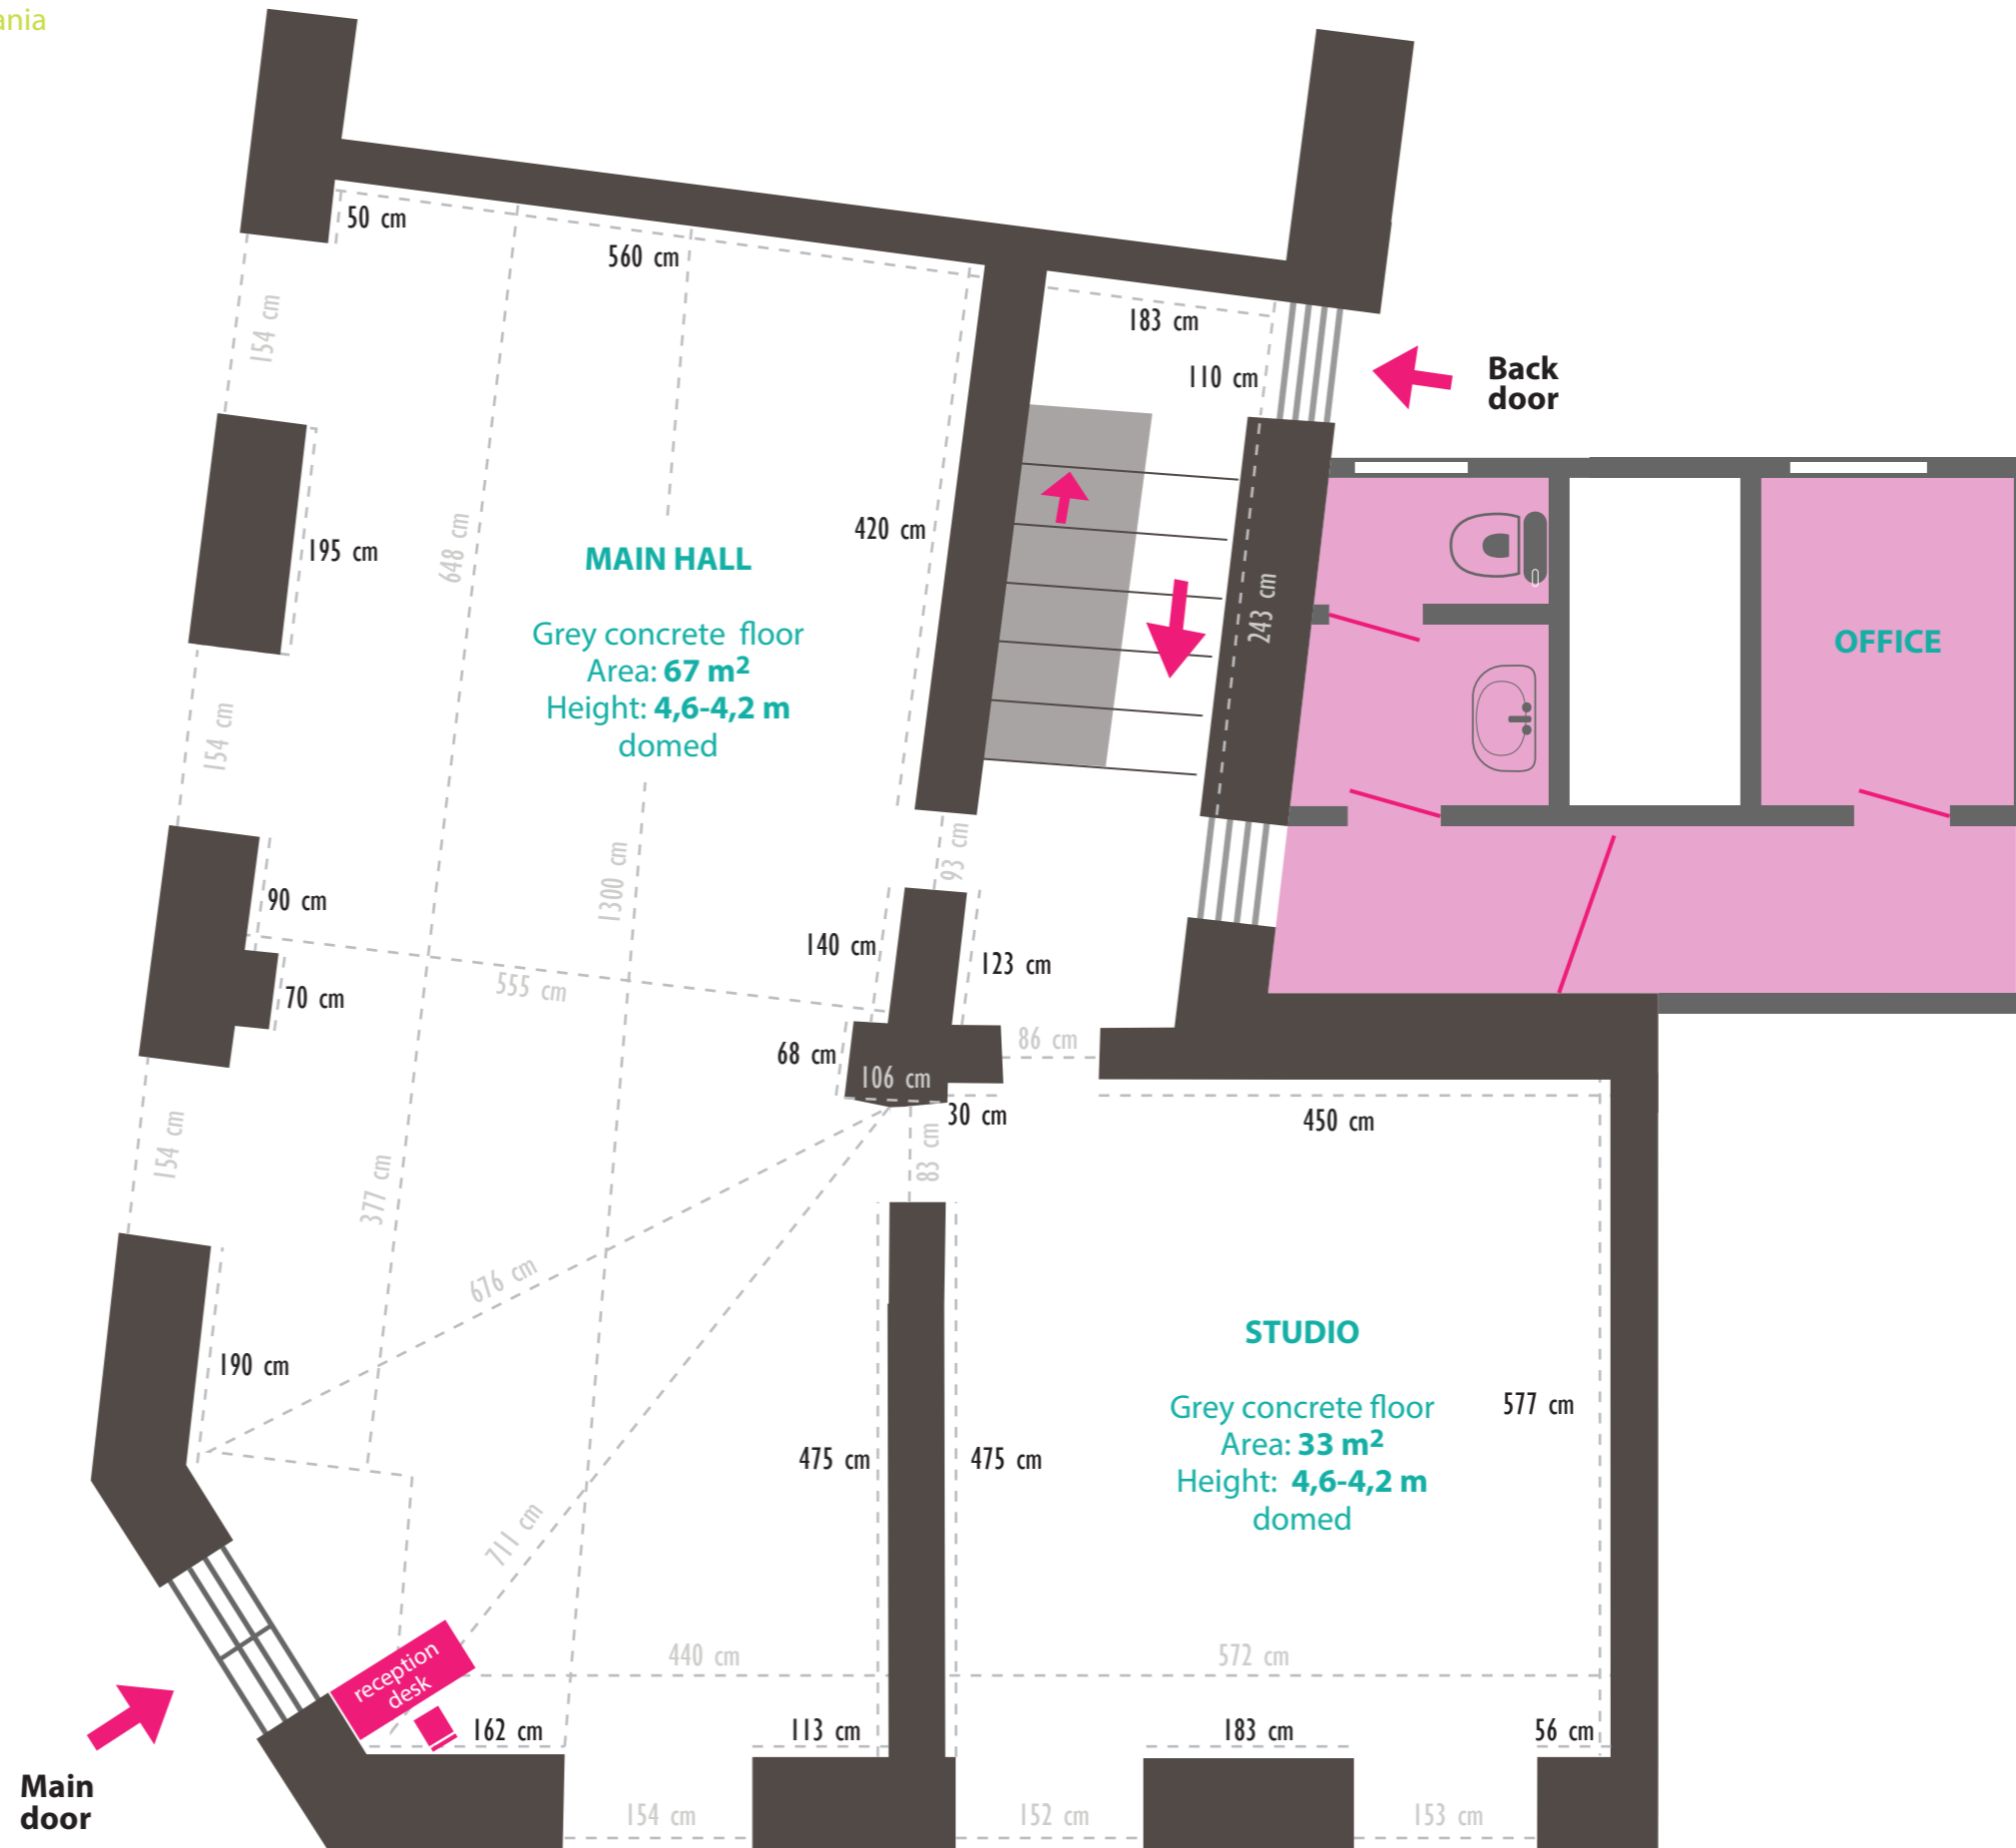 ania
50 cm
560 cm
154 cm
183 cm
110 cm
Back
door
195 cm
648 cm
420 cm
MAIN HALL
Grey concrete floor
Area: 67 m²
Height: 4,6-4,2 m
domed
243 cm
OFFICE
154 cm
1300 cm
93 cm
90 cm
140 cm
123 cm
555 cm
70 cm
68 cm
86 cm
106 cm
30 cm
450 cm
154 cm
83 cm
377 cm
676 cm
190 cm
STUDIO
Grey concrete floor
Area: 33 m²
Height: 4,6-4,2 m
domed
577 cm
475 cm
475 cm
711 cm
440 cm
572 cm
reception
desk
162 cm
113 cm
183 cm
56 cm
Main
door
154 cm
152 cm
153 cm